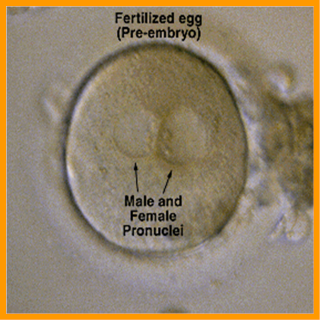 Fertilized egg
(Pre-embryo)
Male and
Female
Pronuclei